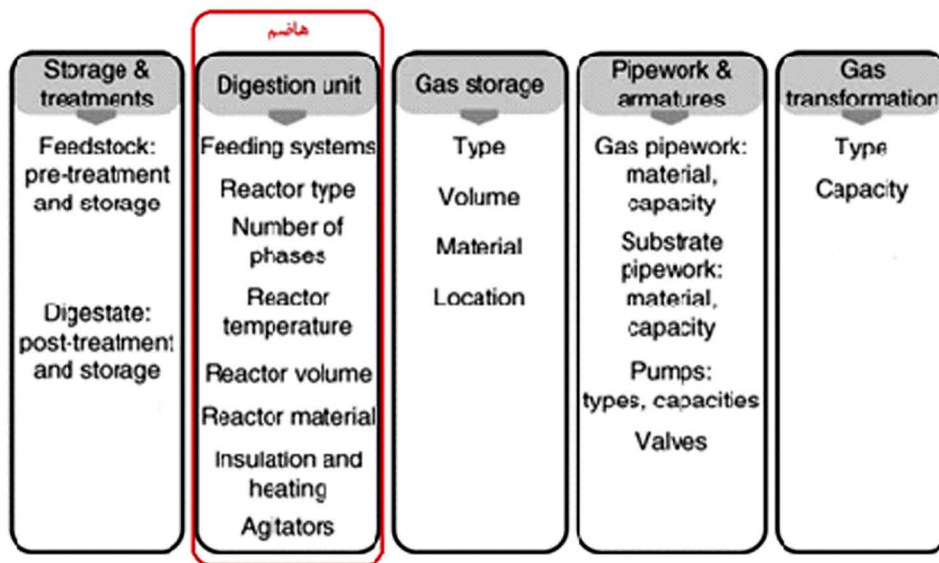 هاضم
Storage &
treatments
Feedstock:
pre-treatment
and storage
Digestate:
post-treatment
and storage
Digestion unit
Feeding systems
Reactor type
Number of
phases
Reactor
temperature
Reactor volume
Reactor material
Insulation and
heating
Agitators
Gas storage
Type
Volume
Material
Location
Pipework &
armatures
Gas pipework:
material,
capacity
Substrate
pipework:
material,
capacity
Pumps:
types, capacities
Valves
Gas
transformation
Type
Capacity